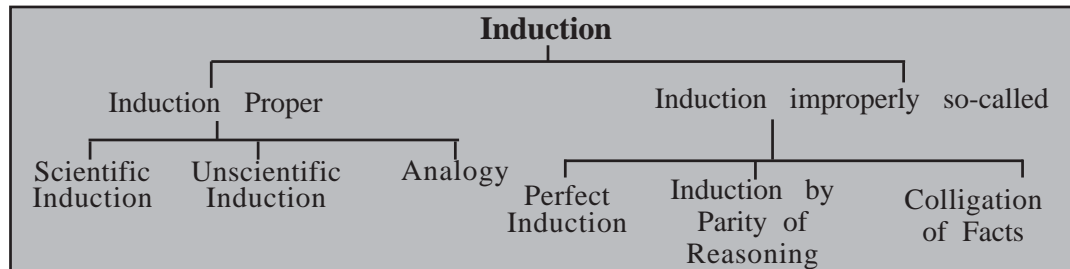 Induction
Induction Proper
Induction improperly so-called
Scientific
Induction
Unscientific
Induction
Analogy
Perfect
Induction
Induction by
Parity of
Reasoning
Colligation
of Facts